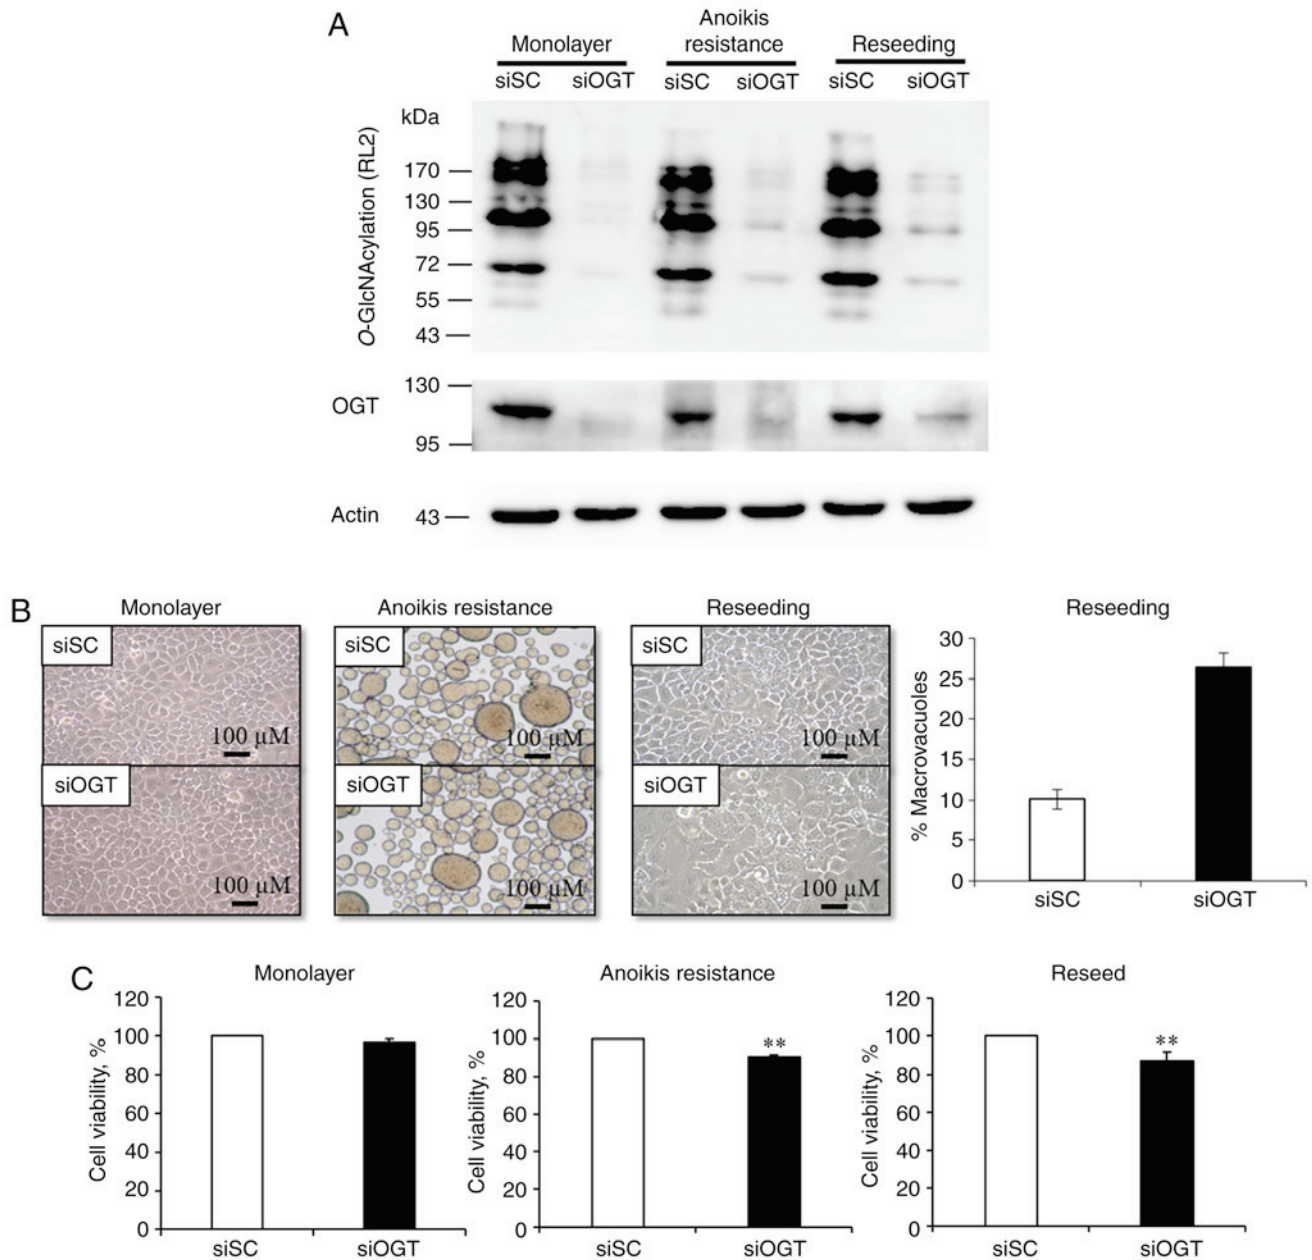 A
Anoikis
Monolayer resistance Reseeding
siSC siOGT siSC siOGT siSC siOGT
kDa
O-GlcNAcylation (RL2)
170
130
95
72
55
43
130
OGT
95
Actin 43
B
Monolayer Anoikis resistance Reseeding Reseeding
siSC siSC siSC
100 µM 100 µM 100 µM
siOGT siOGT siOGT
100 µM 100 µM 100 µM
% Macrovacuoles
30
25
20
15
10
5
0
siSC siOGT
C
Monolayer
Cell viability, %
120
100
80
60
40
20
0
siSC siOGT
Anoikis resistance
Cell viability, %
120
100
80
60
40
20
0
**
siSC siOGT
Reseed
Cell viability, %
120
100
80
60
40
20
0
**
siSC siOGT